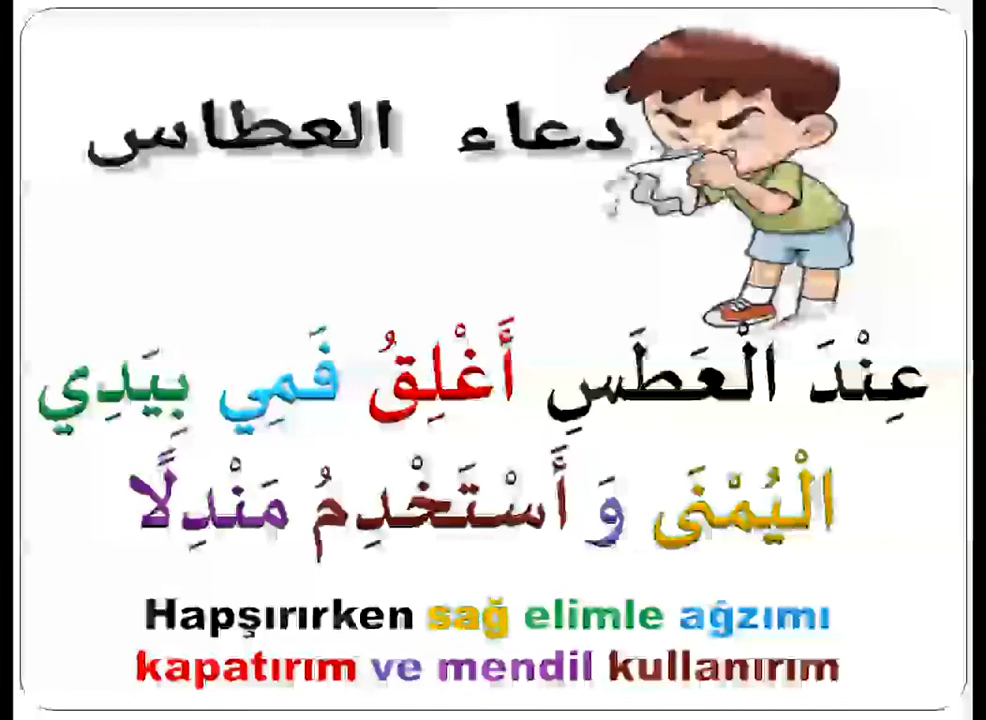 دعاء العطاس
عِنْدَ الْعَطَسِ أَغْلِقُ فَمِي بِيَدِي
الْيُمْنَى وَ أَسْتَخْدِمُ مَنْدِلًا
Hapşırırken sağ elimle ağzımı
kapatırım ve mendil kullanırım